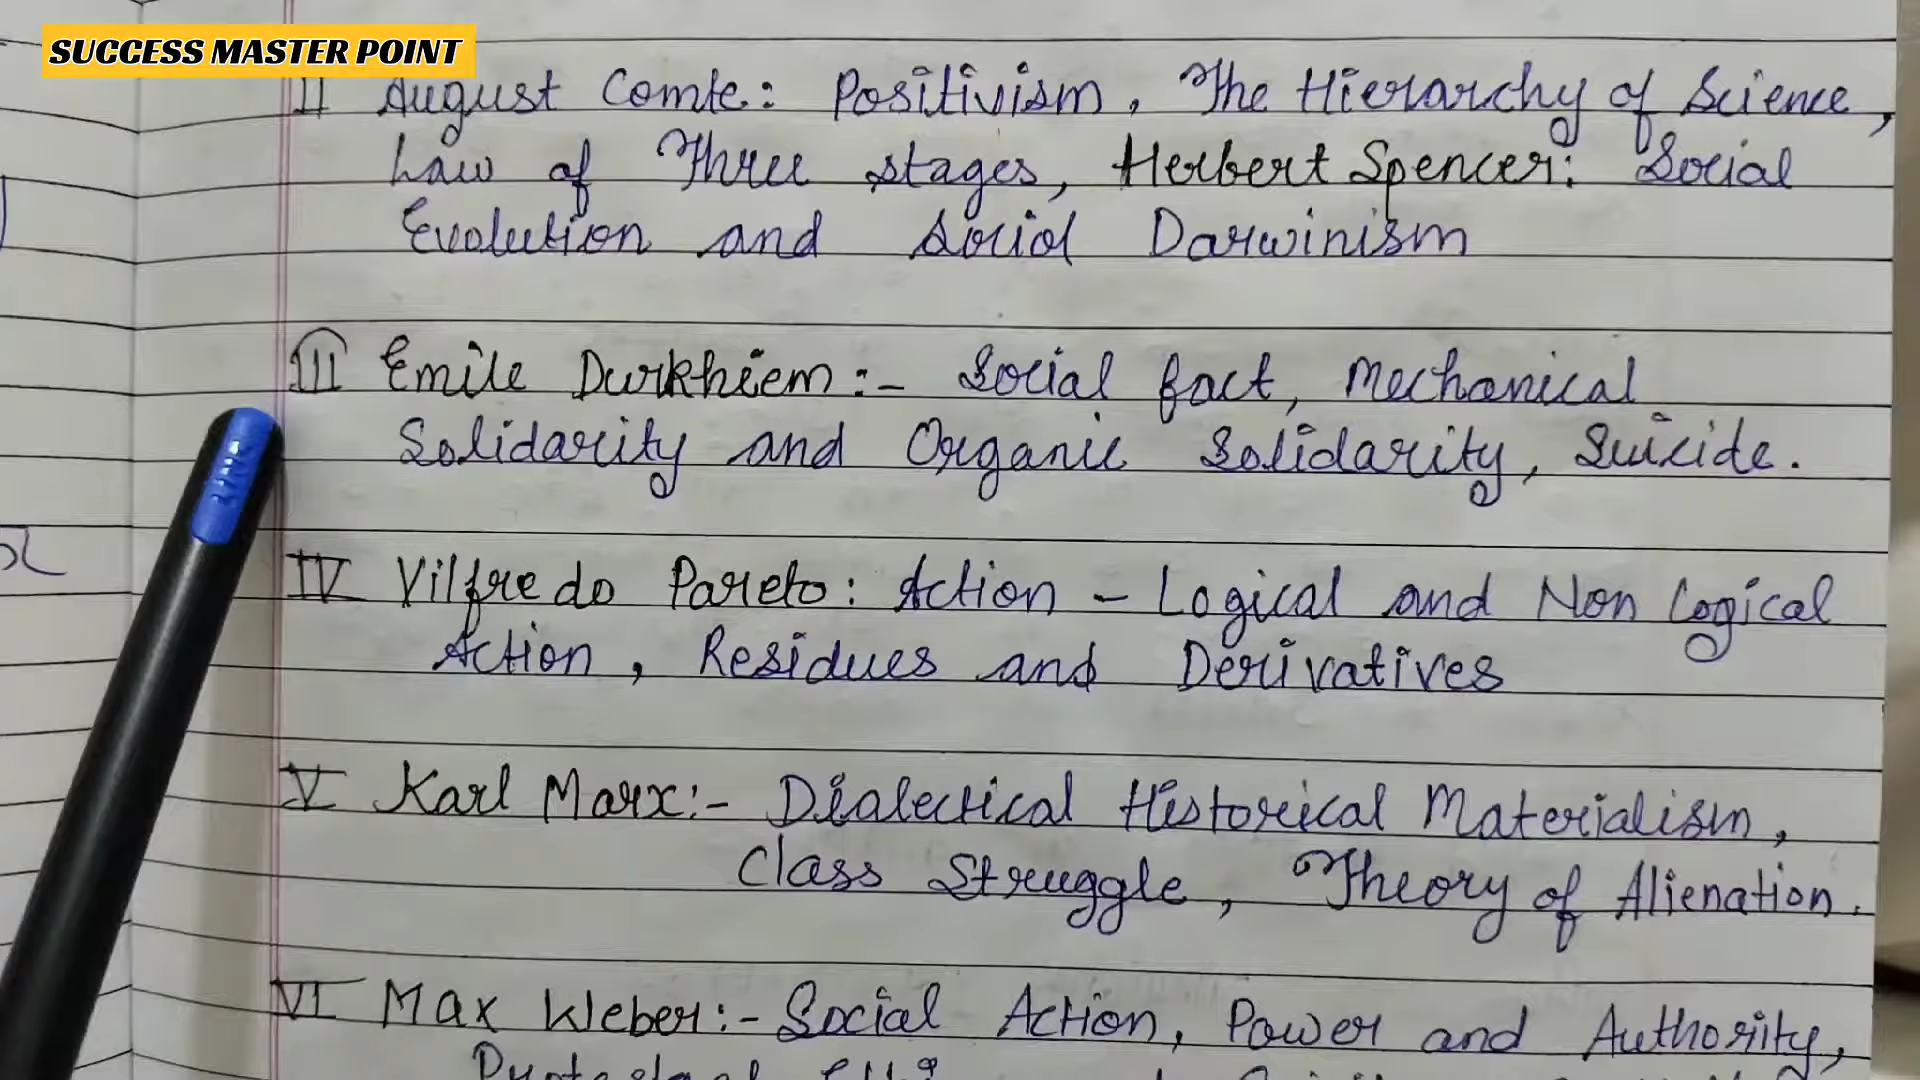 SUCCESS MASTER POINT
II August Comte: Positivism, The Hierarchy of Science,
Law of Three stages, Herbert Spencer: Social
Evolution and Social Darwinism
III Emile Durkhiem:- Social fact, Mechanical
Solidarity and Organic Solidarity, Suicide.
IV Vilfredo Pareto: Action - Logical and Non Logical
Action, Residues and Derivatives
V Karl Marx:- Dialectical Historical Materialism,
Class Struggle, Theory of Alienation.
VI Max Weber:- Social Action, Power and Authority,